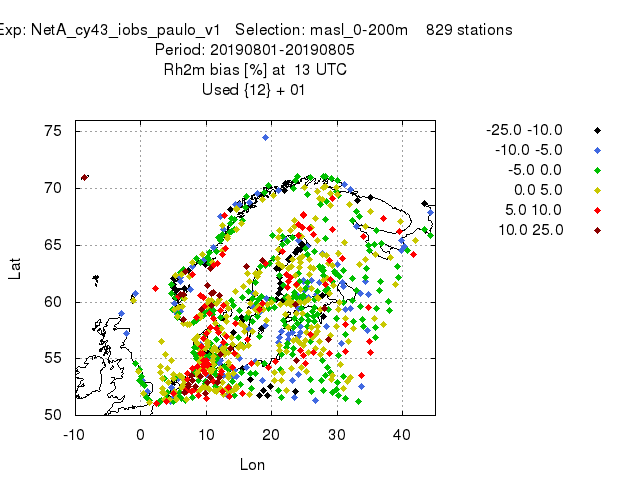 Exp: NetA_cy43_iobs_paulo_v1 Selection: masl_0-200m 829 stations
Period: 20190801-20190805
Rh2m bias [%] at 13 UTC
Used {12} + 01
-25.0 -10.0
-10.0 -5.0
-5.0 0.0
0.0 5.0
5.0 10.0
10.0 25.0
75
70
65
60
55
50
Lat
-10 0 10 20 30 40
Lon